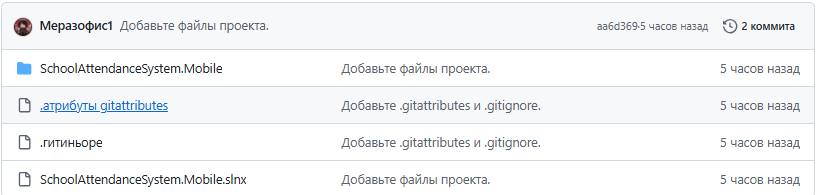 Меразофис1 Добавьте файлы проекта. aa6d369·5 часов назад 2 коммита
SchoolAttendanceSystem.Mobile Добавьте файлы проекта. 5 часов назад
.атрибуты gitattributes Добавьте .gitattributes и .gitignore. 5 часов назад
.гитиньоре Добавьте .gitattributes и .gitignore. 5 часов назад
SchoolAttendanceSystem.Mobile.slnx Добавьте файлы проекта. 5 часов назад